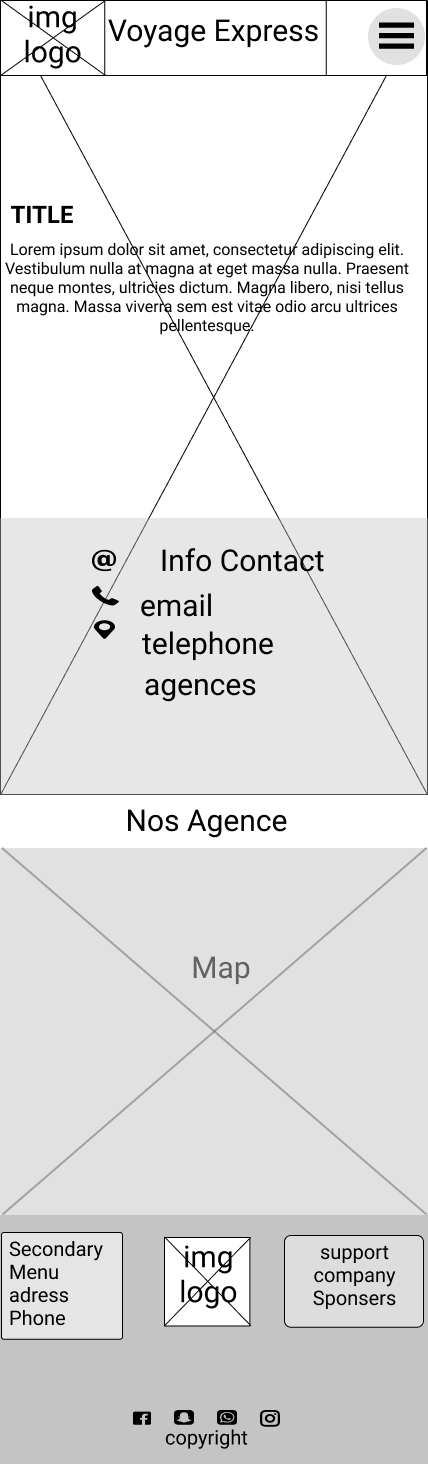 img
logo
Voyage Express
TITLE
Lorem ipsum dolor sit amet, consectetur adipiscing elit.
Vestibulum nulla at magna at eget massa nulla. Praesent
neque montes, ultricies dictum. Magna libero, nisi tellus
magna. Massa viverra sem est vitae odio arcu ultrices
pellentesque.
@ Info Contact
email
telephone
agences
Nos Agence
Map
Secondary
Menu
adress
Phone
img
logo
support
company
Sponsers
copyright